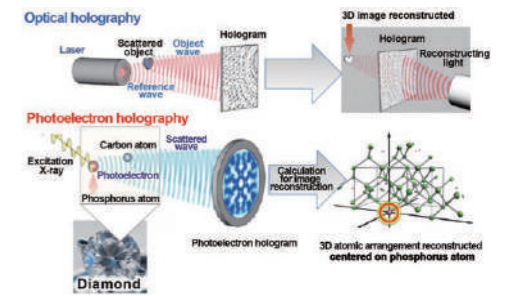 Optical holography
Laser
Scattered
object
Object
wave
Reference
wave
Hologram
3D image reconstructed
Hologram
Reconstructing
light
Photoelectron holography
Excitation
X-ray
Carbon atom
Photoelectron
Phosphorus atom
Scattered
wave
Diamond
Photoelectron hologram
Calculation
for image
reconstruction
3D atomic arrangement reconstructed
centered on phosphorus atom